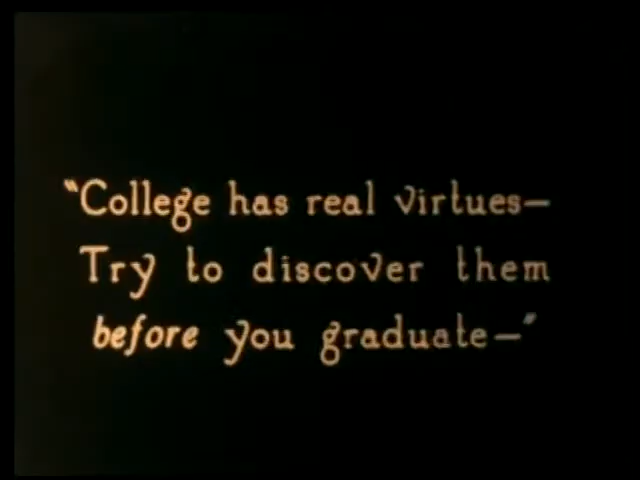 "College has real virtues—
Try to discover them
before you graduate—"